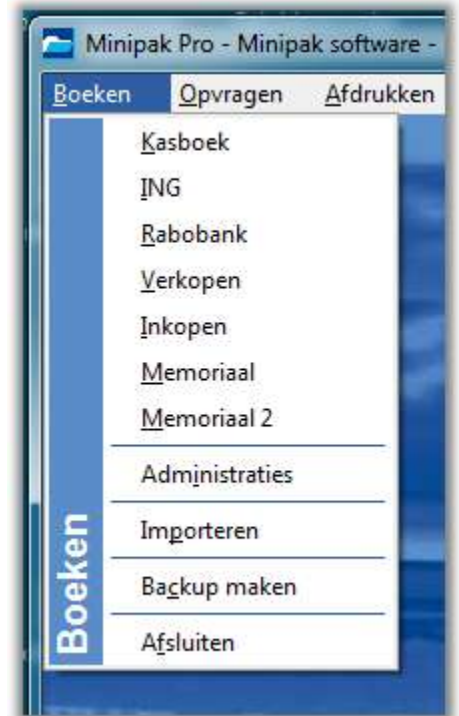 Minipak Pro - Minipak software -
Boeken Opvragen Afdrukken
Kasboek
ING
Rabobank
Verkopen
Inkopen
Memoriaal
Memoriaal 2
Administraties
Importeren
Backup maken
Afsluiten
Boeken